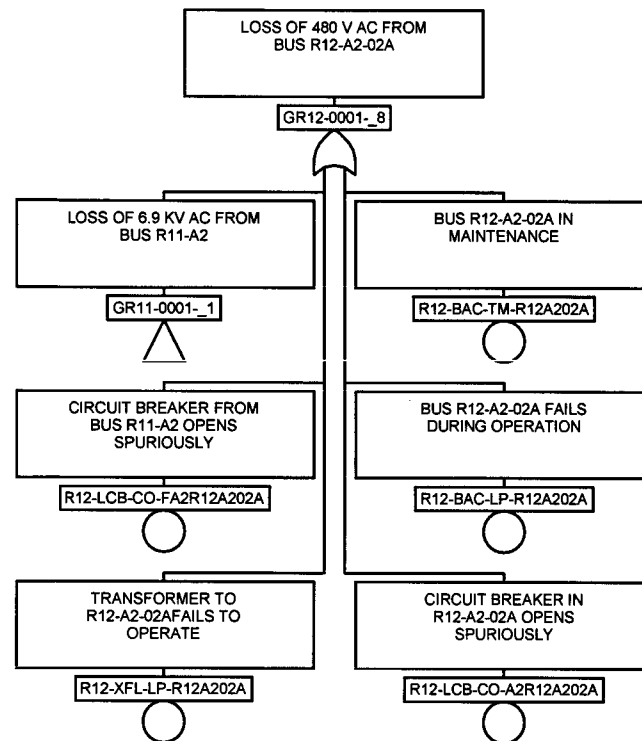 LOSS OF 480 V AC FROM
BUS R12-A2-02A
GR12-0001-_8
LOSS OF 6.9 KV AC FROM
BUS R11-A2
GR11-0001-_1
BUS R12-A2-02A IN
MAINTENANCE
R12-BAC-TM-R12A202A
CIRCUIT BREAKER FROM
BUS R11-A2 OPENS
SPURIOUSLY
R12-LCB-CO-FA2R12A202A
BUS R12-A2-02A FAILS
DURING OPERATION
R12-BAC-LP-R12A202A
TRANSFORMER TO
R12-A2-02AFAILS TO
OPERATE
R12-XFL-LP-R12A202A
CIRCUIT BREAKER IN
R12-A2-02A OPENS
SPURIOUSLY
R12-LCB-CO-A2R12A202A